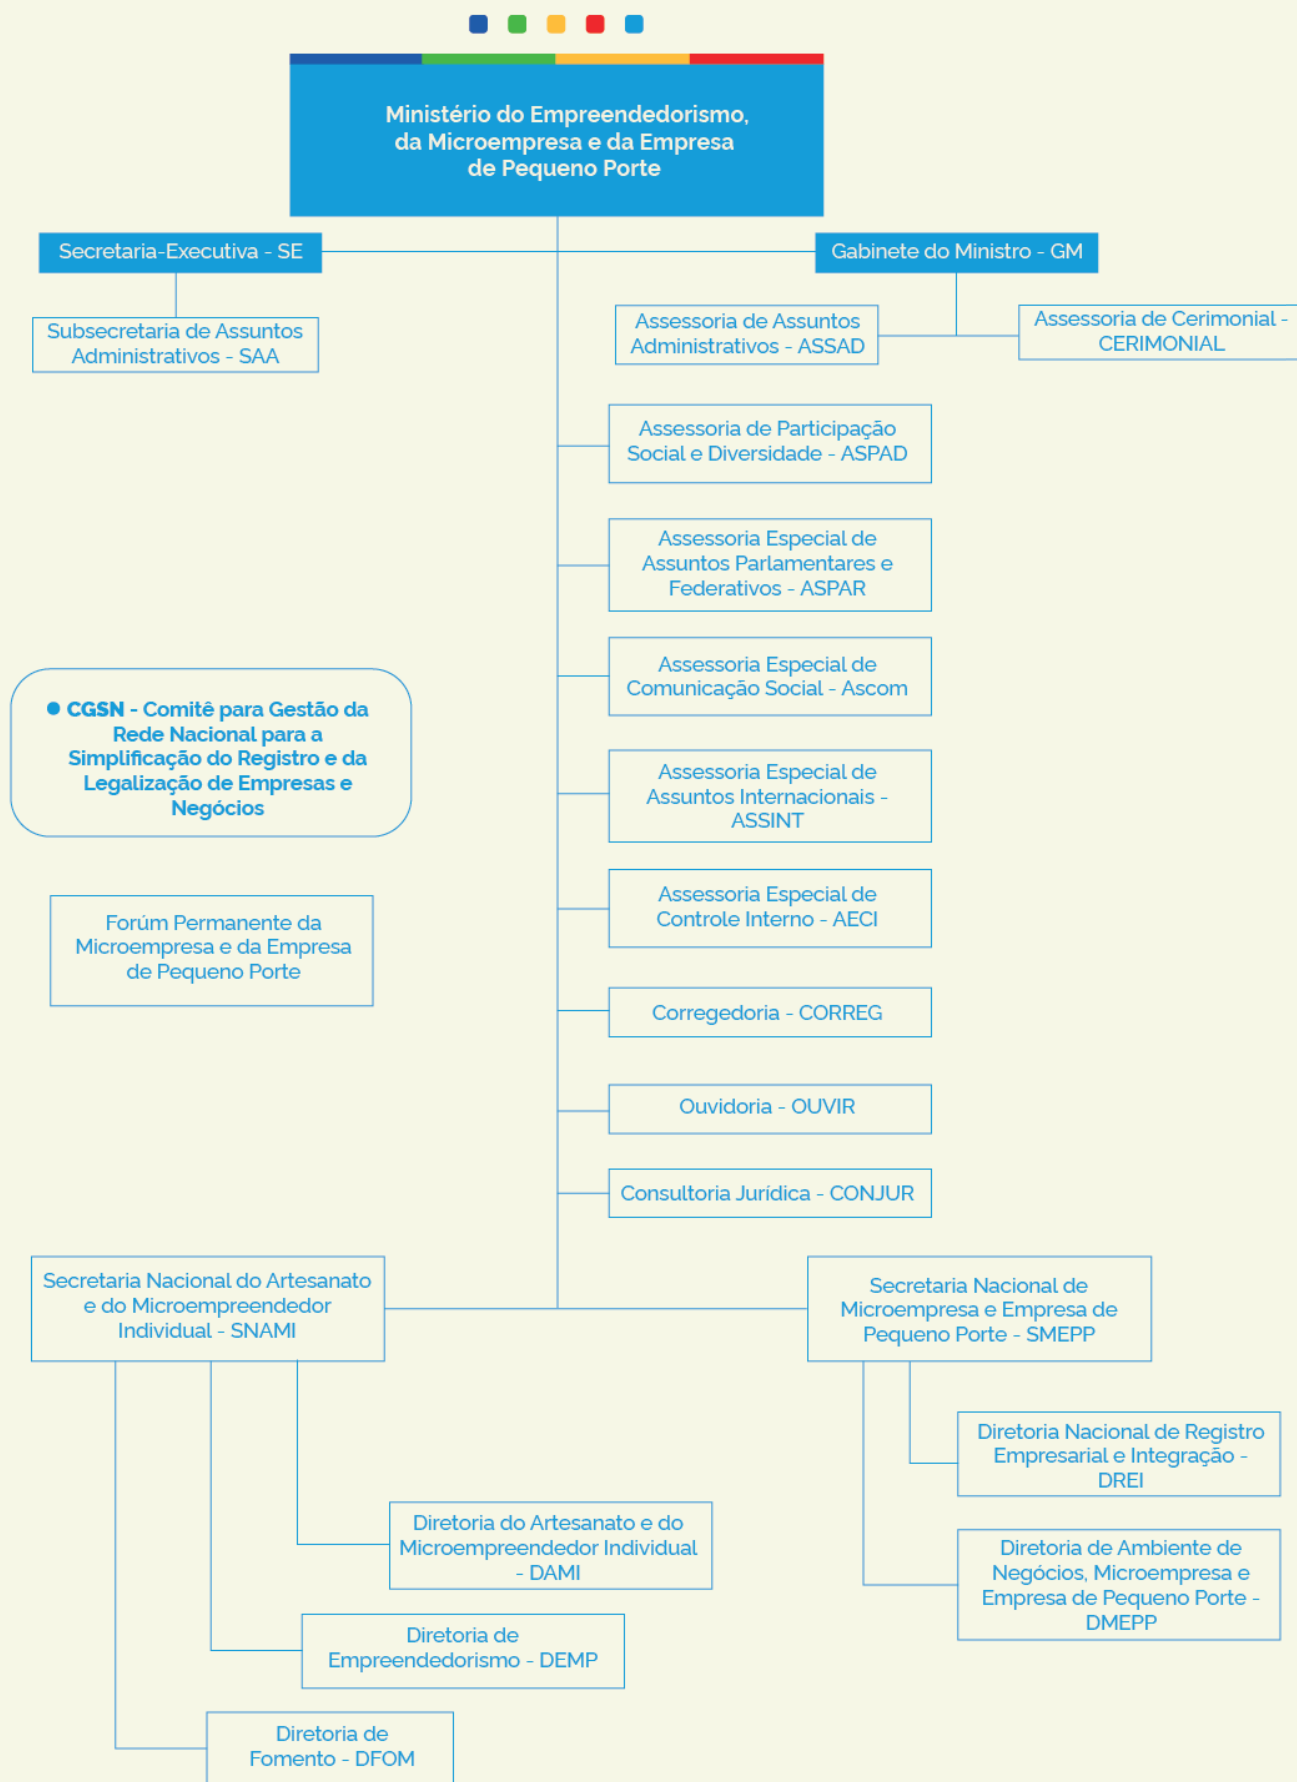 Ministério do Empreendedorismo,
da Microempresa e da Empresa
de Pequeno Porte
Secretaria-Executiva - SE
Gabinete do Ministro - GM
Subsecretaria de Assuntos
Administrativos - SAA
Assessoria de Assuntos
Administrativos - ASSAD
Assessoria de Cerimonial -
CERIMONIAL
Assessoria de Participação
Social e Diversidade - ASPAD
Assessoria Especial de
Assuntos Parlamentares e
Federativos - ASPAR
Assessoria Especial de
Comunicação Social - Ascom
● CGSN - Comitê para Gestão da
Rede Nacional para a
Simplificação do Registro e da
Legalização de Empresas e
Negócios
Assessoria Especial de
Assuntos Internacionais -
ASSINT
Assessoria Especial de
Controle Interno - AECI
Forúm Permanente da
Microempresa e da Empresa
de Pequeno Porte
Corregedoria - CORREG
Ouvidoria - OUVIR
Consultoria Jurídica - CONJUR
Secretaria Nacional do Artesanato
e do Microempreendedor
Individual - SNAMI
Secretaria Nacional de
Microempresa e Empresa de
Pequeno Porte - SMEPP
Diretoria Nacional de Registro
Empresarial e Integração -
DREI
Diretoria do Artesanato e do
Microempreendedor Individual
- DAMI
Diretoria de Ambiente de
Negócios, Microempresa e
Empresa de Pequeno Porte -
DMEPP
Diretoria de
Empreendedorismo - DEMP
Diretoria de
Fomento - DFOM